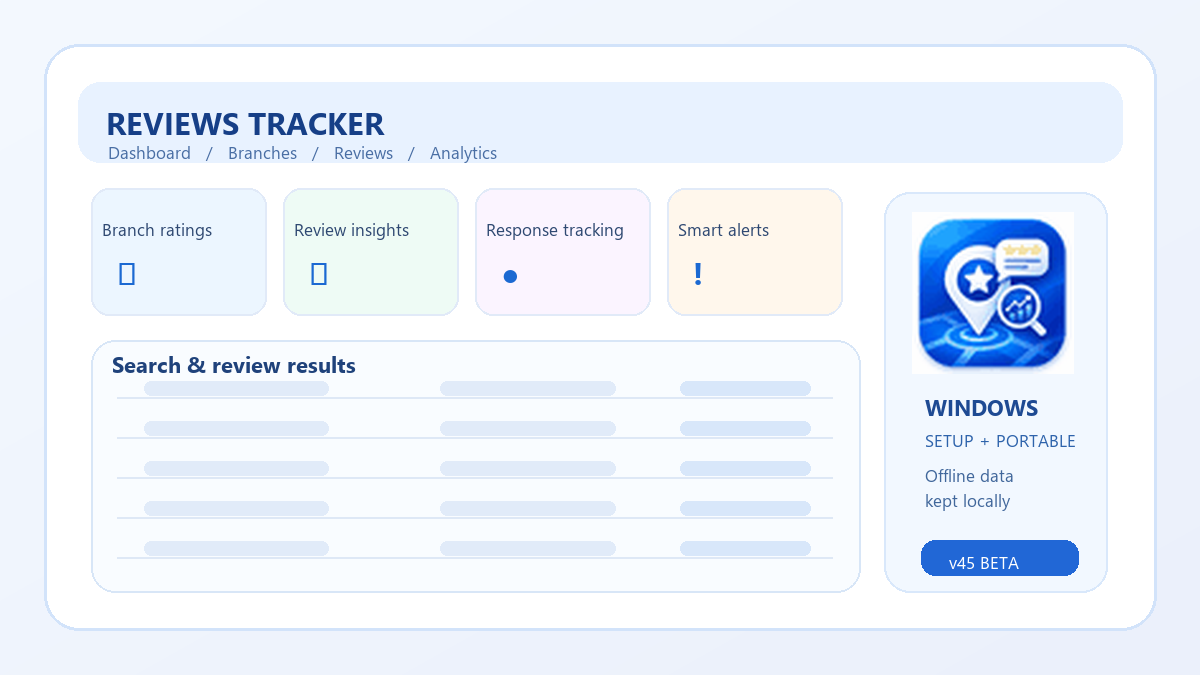 REVIEWS TRACKER
Dashboard / Branches / Reviews / Analytics
Branch ratings
Review insights
Response tracking
Smart alerts
●
!
Search & review results
WINDOWS
SETUP + PORTABLE
Offline data
kept locally
v45 BETA